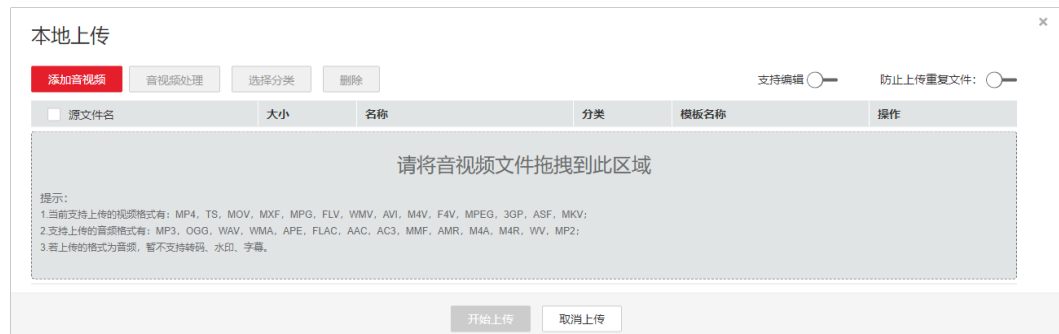 ×
本地上传
添加音视频 音视频处理 选择分类 删除 支持编辑 防止上传重复文件：
源文件名 大小 名称 分类 模板名称 操作
请将音视频文件拖拽到此区域
提示：
1.当前支持上传的视频格式有：MP4，TS，MOV，MXF，MPG，FLV，WMV，AVI，M4V，F4V，MPEG，3GP，ASF，MKV；
2.支持上传的音频格式有：MP3，OGG，WAV，WMA，APE，FLAC，AAC，AC3，MMF，AMR，M4A，M4R，WV，MP2；
3.若上传的格式为音频，暂不支持转码、水印、字幕。
开始上传 取消上传